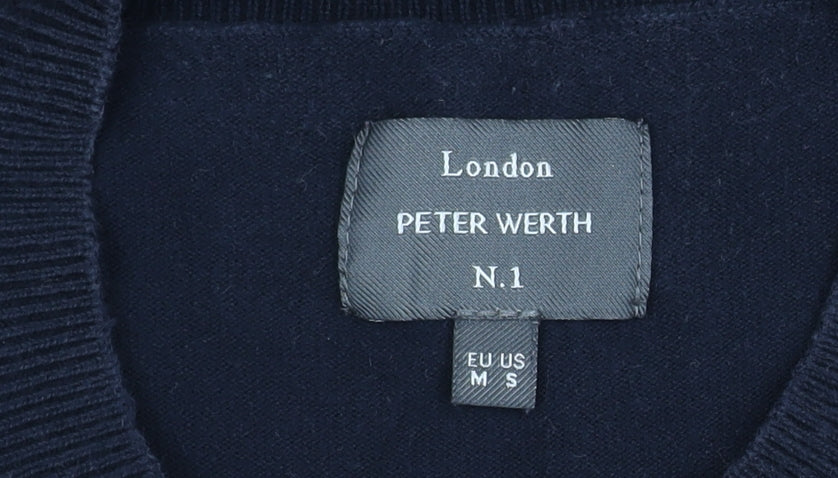 London
PETER WERTH
N.1
EU US
M S